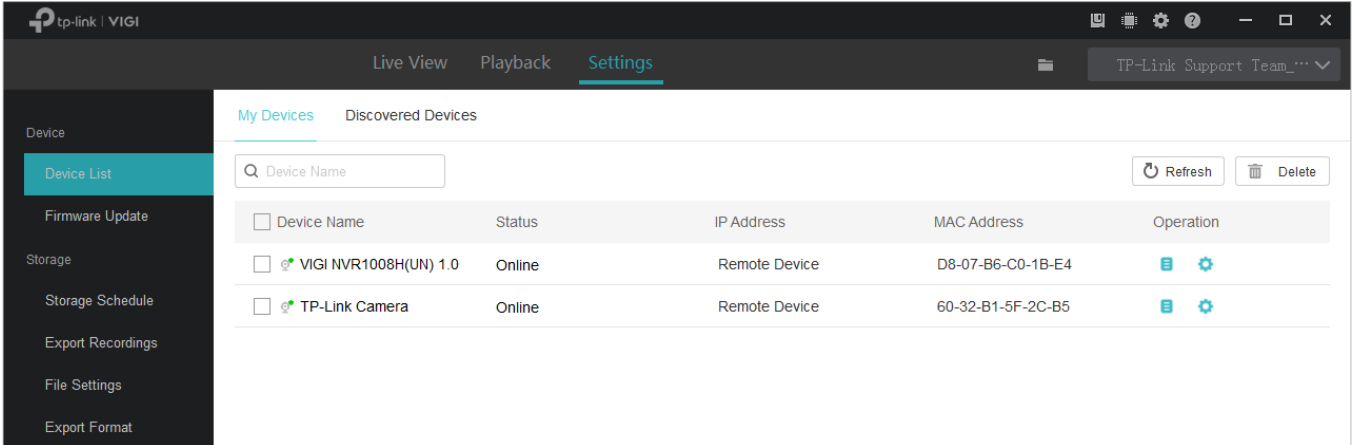 tp-link | VIGI
Live View Playback Settings
TP-Link Support Team_...
My Devices Discovered Devices
Device
Device List
Firmware Update
Storage
Storage Schedule
Export Recordings
File Settings
Export Format
Device Name
Refresh Delete
Device Name Status IP Address MAC Address Operation
VIGI NVR1008H(UN) 1.0 Online Remote Device D8-07-B6-C0-1B-E4
TP-Link Camera Online Remote Device 60-32-B1-5F-2C-B5